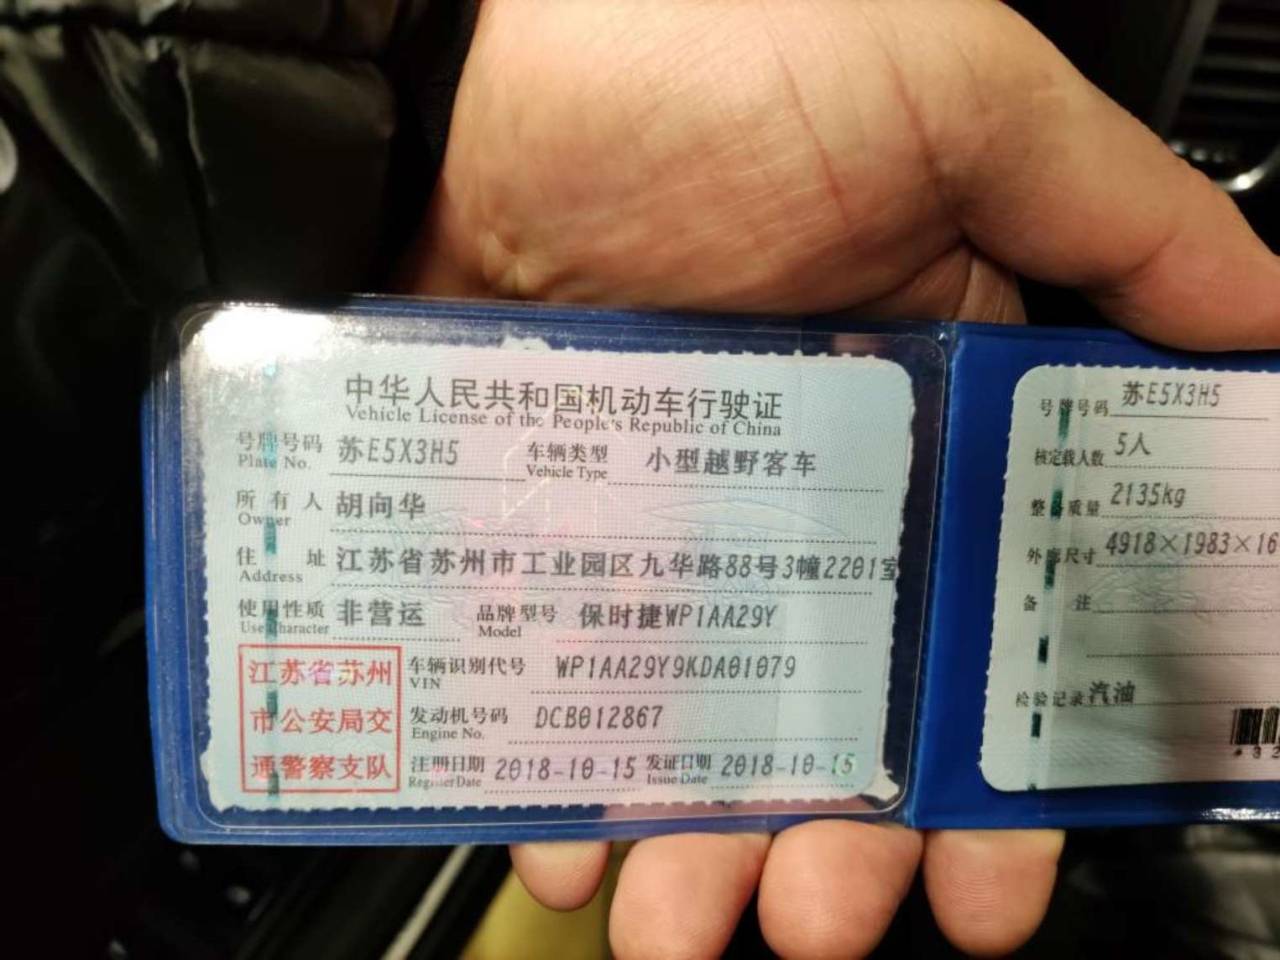 中华人民共和国机动车行驶证
Vehicle License of the People's Republic of China
号牌号码 苏E5X3H5 车辆类型 小型越野客车
Plate No. Vehicle Type
所有人 胡向华
Owner
住址 江苏省苏州市工业园区九华路88号3幢2201室
Address
使用性质 非营运 品牌型号 保时捷WP1AA29Y
Use Character Model
江苏省苏州
市公安局交
通警察支队
车辆识别代号 WP1AA29Y9KDA01079
VIN
发动机号码 DCB012867
Engine No.
注册日期 2018-10-15 发证日期 2018-10-15
Register Date Issue Date
号牌号码 苏E5X3H5
核定载人数 5人
整备质量 2135kg
外廓尺寸 4918×1983×16
备注
检验记录 汽油
*32